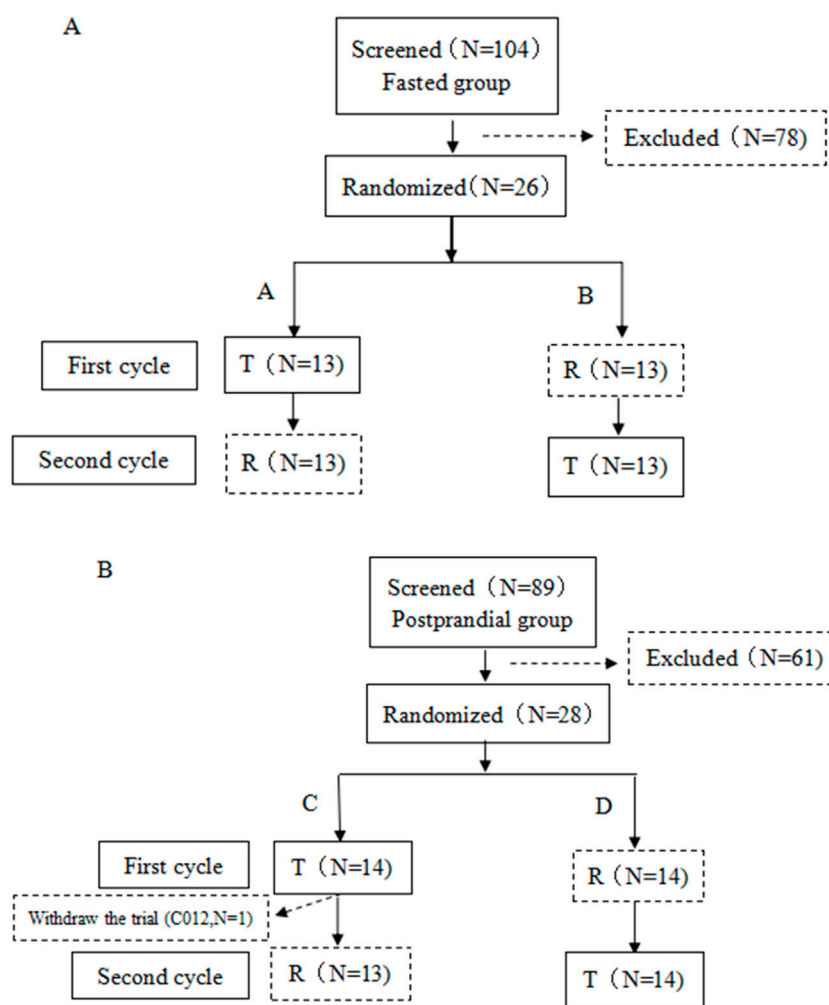 A
Screened（N=104)
Fasted group
Excluded（N=78)
Randomized(N=26)
A
B
First cycle
T（N=13)
R（N=13)
Second cycle
R（N=13)
T（N=13)
B
Screened（N=89)
Postprandial group
Excluded（N=61)
Randomized（N=28)
C
D
First cycle
T（N=14)
R（N=14)
Withdraw the trial (C012,N=1)
Second cycle
R（N=13)
T（N=14)